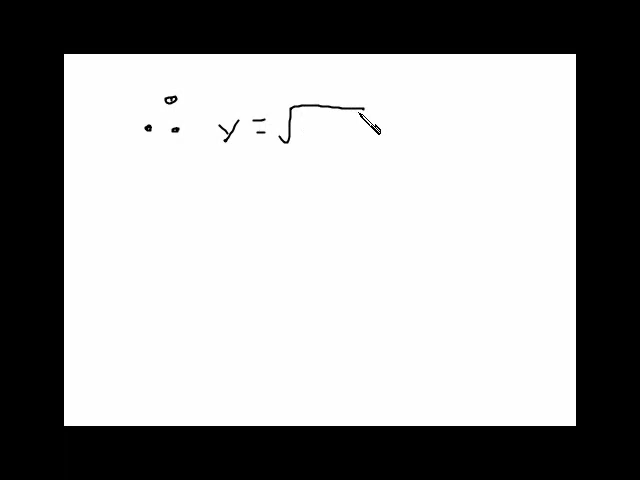 ∴ y = √